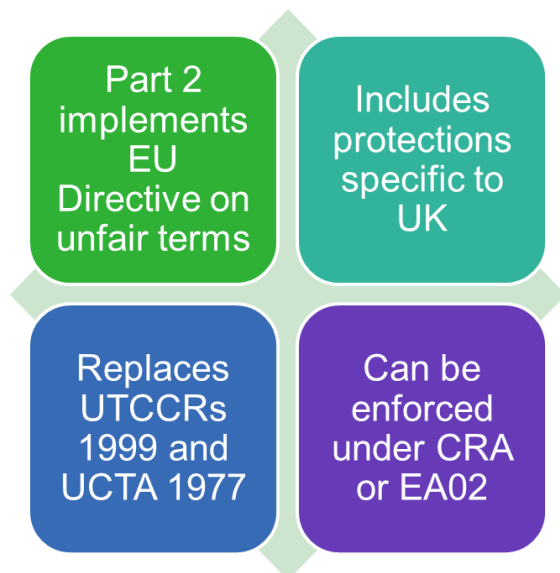 Part 2
implements
EU
Directive on
unfair terms
Includes
protections
specific to
UK
Replaces
UTCCRs
1999 and
UCTA 1977
Can be
enforced
under CRA
or EA02